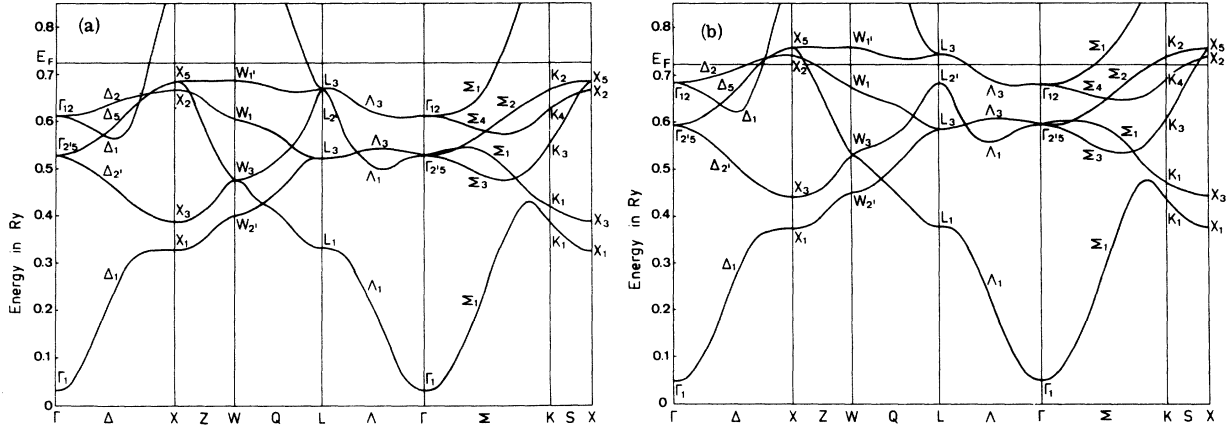 (a)
Energy in Ry
0.8
E_F
0.7
0.6
0.5
0.4
0.3
0.2
0.1
0
Γ₁₂
Γ₂'₅
Γ₁
Δ₂
Δ₅
Δ₁
Δ₂'
Δ₁
X₅
X₂
X₃
X₁
W₁'
W₁
W₃
W₂'
L₃
L₂'
L₃
L₁
Λ₃
Λ₃
Λ₁
Λ₁
Γ₁₂
Γ₂'₅
Γ₁
Σ₁
Σ₂
Σ₄
Σ₁
Σ₃
Σ₁
K₂
K₄
K₃
K₁
K₁
X₅
X₂
X₃
X₁
Γ Δ X Z W Q L Λ Γ Σ K S X
(b)
Energy in Ry
0.8
E_F
0.7
0.6
0.5
0.4
0.3
0.2
0.1
0
Γ₁₂
Γ₂'₅
Γ₁
Δ₂
Δ₅
Δ₁
Δ₂'
Δ₁
X₅
X₂
X₃
X₁
W₁'
W₁
W₃
W₂'
L₃
L₂'
L₃
L₁
Λ₃
Λ₃
Λ₁
Λ₁
Γ₁₂
Γ₂'₅
Γ₁
Σ₁
Σ₂
Σ₄
Σ₁
Σ₃
Σ₁
K₂
K₄
K₃
K₁
K₁
X₅
X₂
X₃
X₁
Γ Δ X Z W Q L Λ Γ Σ K S X